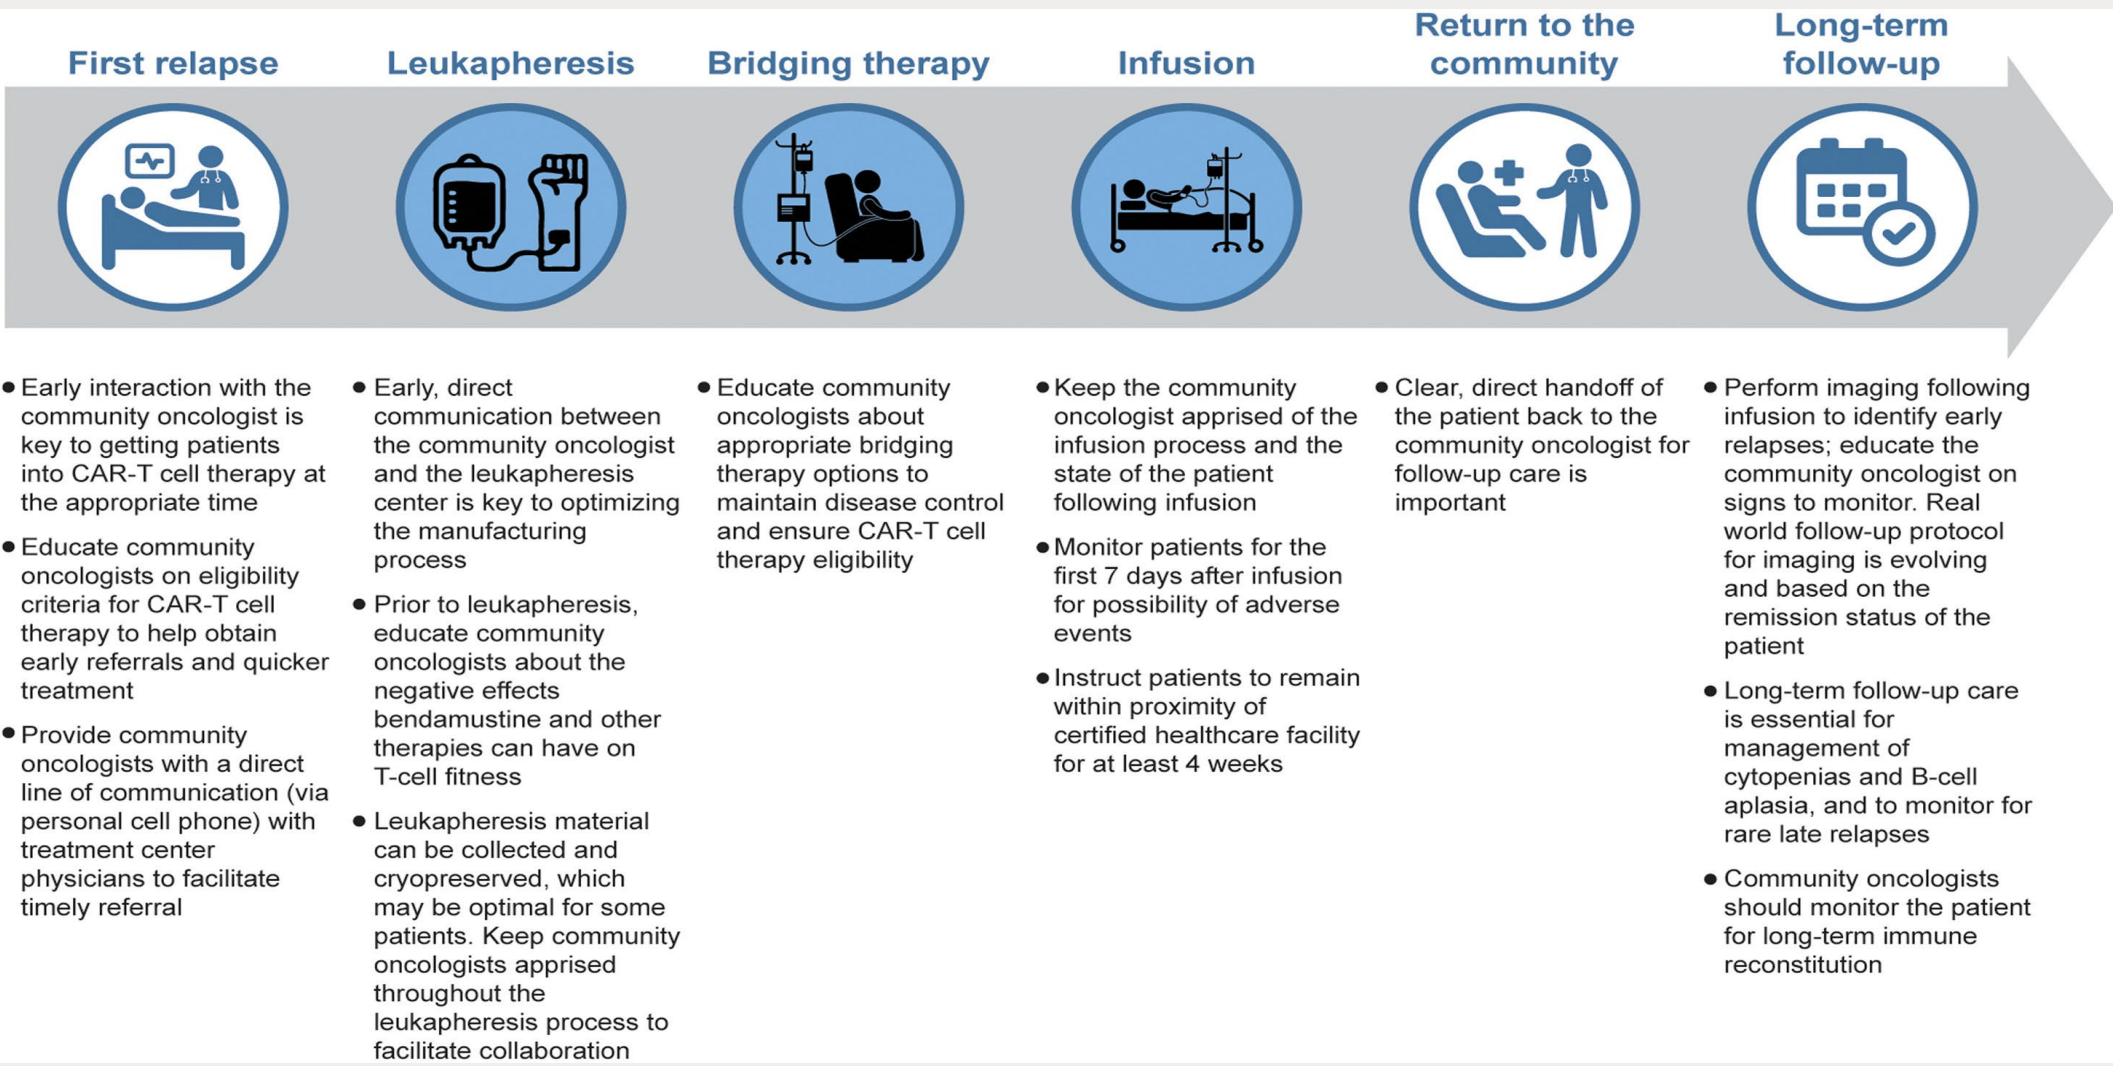 First relapse
● Early interaction with the
community oncologist is
key to getting patients
into CAR-T cell therapy at
the appropriate time
● Educate community
oncologists on eligibility
criteria for CAR-T cell
therapy to help obtain
early referrals and quicker
treatment
● Provide community
oncologists with a direct
line of communication (via
personal cell phone) with
treatment center
physicians to facilitate
timely referral
Leukapheresis
● Early, direct
communication between
the community oncologist
and the leukapheresis
center is key to optimizing
the manufacturing
process
● Prior to leukapheresis,
educate community
oncologists about the
negative effects
bendamustine and other
therapies can have on
T-cell fitness
● Leukapheresis material
can be collected and
cryopreserved, which
may be optimal for some
patients. Keep community
oncologists apprised
throughout the
leukapheresis process to
facilitate collaboration
Bridging therapy
● Educate community
oncologists about
appropriate bridging
therapy options to
maintain disease control
and ensure CAR-T cell
therapy eligibility
Infusion
● Keep the community
oncologist apprised of the
infusion process and the
state of the patient
following infusion
● Monitor patients for the
first 7 days after infusion
for possibility of adverse
events
● Instruct patients to remain
within proximity of
certified healthcare facility
for at least 4 weeks
Return to the
community
● Clear, direct handoff of
the patient back to the
community oncologist for
follow-up care is
important
Long-term
follow-up
● Perform imaging following
infusion to identify early
relapses; educate the
community oncologist on
signs to monitor. Real
world follow-up protocol
for imaging is evolving
and based on the
remission status of the
patient
● Long-term follow-up care
is essential for
management of
cytopenias and B-cell
aplasia, and to monitor for
rare late relapses
● Community oncologists
should monitor the patient
for long-term immune
reconstitution